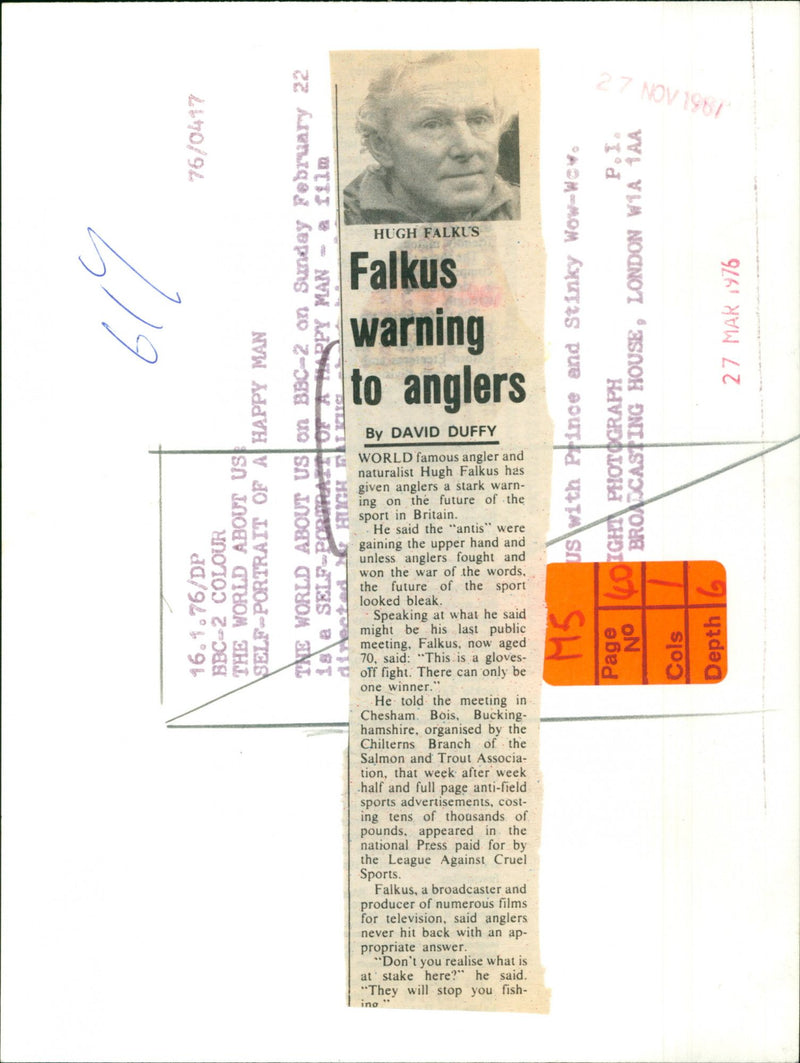 HUGH FALKUS
Falkus
warning
to anglers
By DAVID DUFFY
WORLD famous angler and
naturalist Hugh Falkus has
given anglers a stark warn-
ing on the future of the
sport in Britain.
He said the "antis" were
gaining the upper hand and
unless anglers fought and
won the war of the words,
the future of the sport
looked bleak.
Speaking at what he said
might be his last public
meeting, Falkus, now aged
70, said: "This is a gloves-
off fight. There can only be
one winner."
He told the meeting in
Chesham Bois, Bucking-
hamshire, organised by the
Chilterns Branch of the
Salmon and Trout Associa-
tion, that week after week
half and full page anti-field
sports advertisements, cost-
ing tens of thousands of
pounds, appeared in the
national Press paid for by
the League Against Cruel
Sports.
Falkus, a broadcaster and
producer of numerous films
for television, said anglers
never hit back with an ap-
propriate answer.
"Don't you realise what is
at stake here?" he said.
"They will stop you fish-
ing."
76/0417
16.1.76/DP
BBC-2 COLOUR
THE WORLD ABOUT US:
SELF-PORTRAIT OF A HAPPY MAN
THE WORLD ABOUT US on BBC-2 on Sunday February 22
is a SELF-PORTRAIT OF A HAPPY MAN - a film
directed HUGH
US with Prince and Stinky Wow-Wow.
IGHT PHOTOGRAPH P.I.
BROADCASTING HOUSE, LONDON W1A 1AA
27 NOV 1987
27 MAR 1976
617
M5
Page No 40
Cols 1
Depth 6